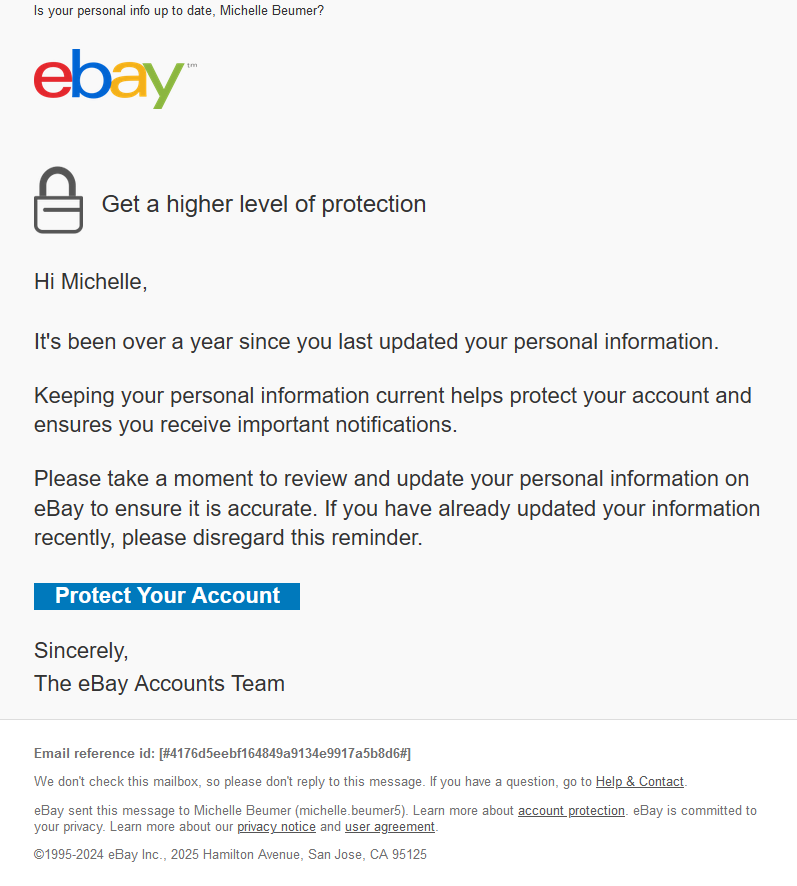 Is your personal info up to date, Michelle Beumer?
ebay™
Get a higher level of protection
Hi Michelle,
It's been over a year since you last updated your personal information.
Keeping your personal information current helps protect your account and
ensures you receive important notifications.
Please take a moment to review and update your personal information on
eBay to ensure it is accurate. If you have already updated your information
recently, please disregard this reminder.
Protect Your Account
Sincerely,
The eBay Accounts Team
Email reference id: [#4176d5eebf164849a9134e9917a5b8d6#]
We don't check this mailbox, so please don't reply to this message. If you have a question, go to Help & Contact.
eBay sent this message to Michelle Beumer (michelle.beumer5). Learn more about account protection. eBay is committed to
your privacy. Learn more about our privacy notice and user agreement.
©1995-2024 eBay Inc., 2025 Hamilton Avenue, San Jose, CA 95125